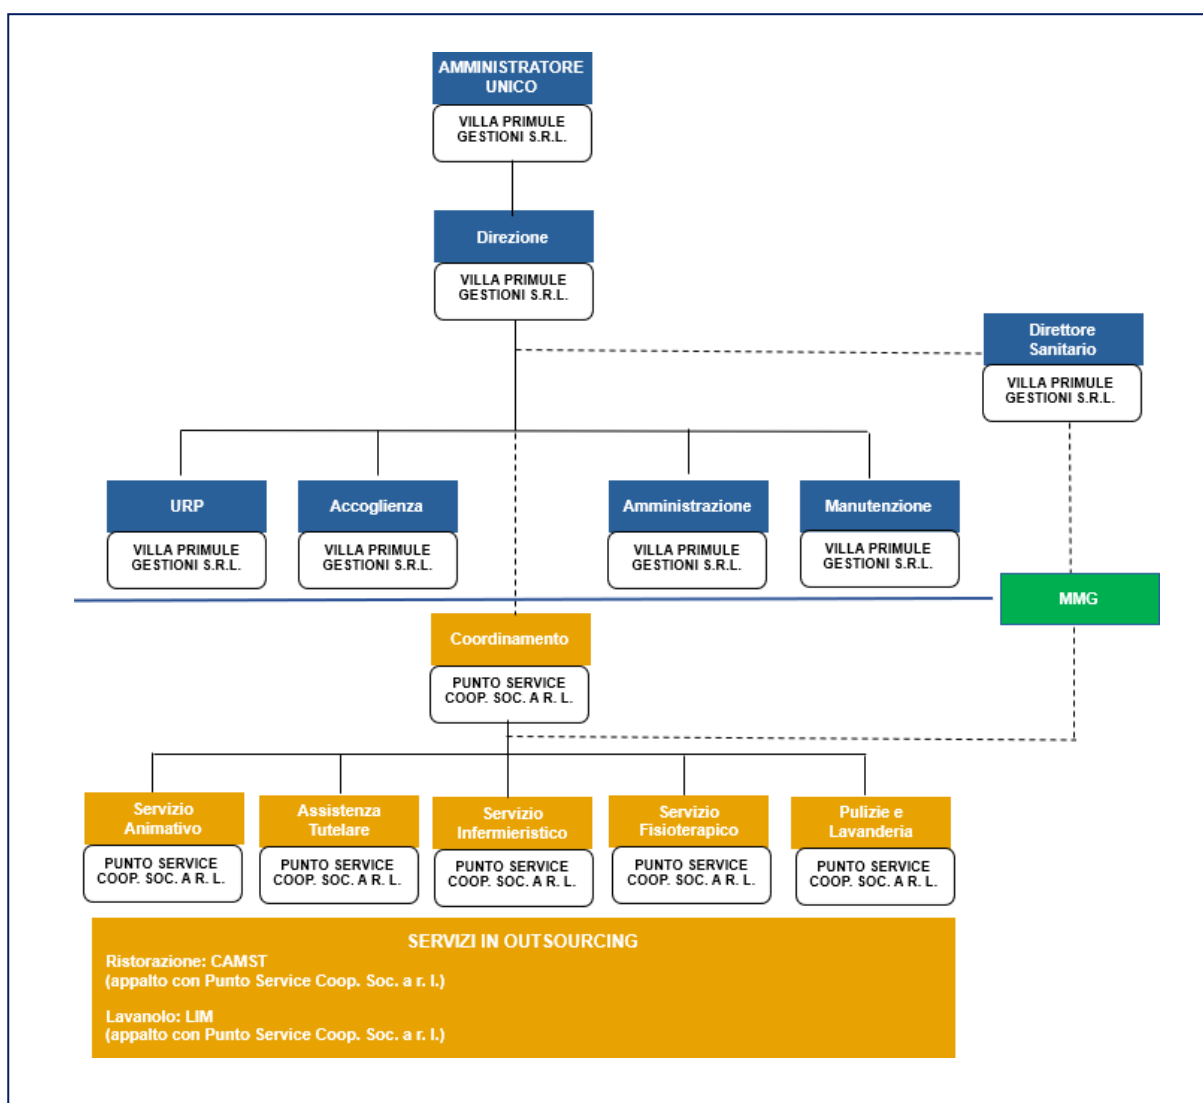 AMMINISTRATORE
UNICO
VILLA PRIMULE
GESTIONI S.R.L.
Direzione
VILLA PRIMULE
GESTIONI S.R.L.
Direttore
Sanitario
VILLA PRIMULE
GESTIONI S.R.L.
URP
VILLA PRIMULE
GESTIONI S.R.L.
Accoglienza
VILLA PRIMULE
GESTIONI S.R.L.
Amministrazione
VILLA PRIMULE
GESTIONI S.R.L.
Manutenzione
VILLA PRIMULE
GESTIONI S.R.L.
MMG
Coordinamento
PUNTO SERVICE
COOP. SOC. A R. L.
Servizio
Animativo
PUNTO SERVICE
COOP. SOC. A R. L.
Assistenza
Tutelare
PUNTO SERVICE
COOP. SOC. A R. L.
Servizio
Infermieristico
PUNTO SERVICE
COOP. SOC. A R. L.
Servizio
Fisioterapico
PUNTO SERVICE
COOP. SOC. A R. L.
Pulizie e
Lavanderia
PUNTO SERVICE
COOP. SOC. A R. L.
SERVIZI IN OUTSOURCING
Ristorazione: CAMST
(appalto con Punto Service Coop. Soc. a r. l.)
Lavanolo: LIM
(appalto con Punto Service Coop. Soc. a r. l.)